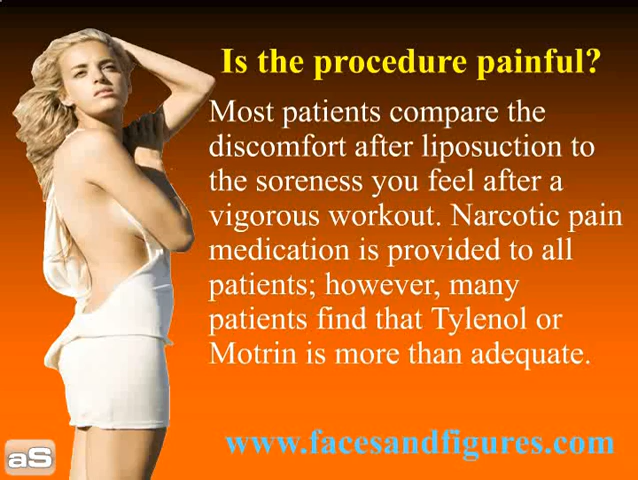 Is the procedure painful?
Most patients compare the
discomfort after liposuction to
the soreness you feel after a
vigorous workout. Narcotic pain
medication is provided to all
patients; however, many
patients find that Tylenol or
Motrin is more than adequate.
www.facesandfigures.com
aS